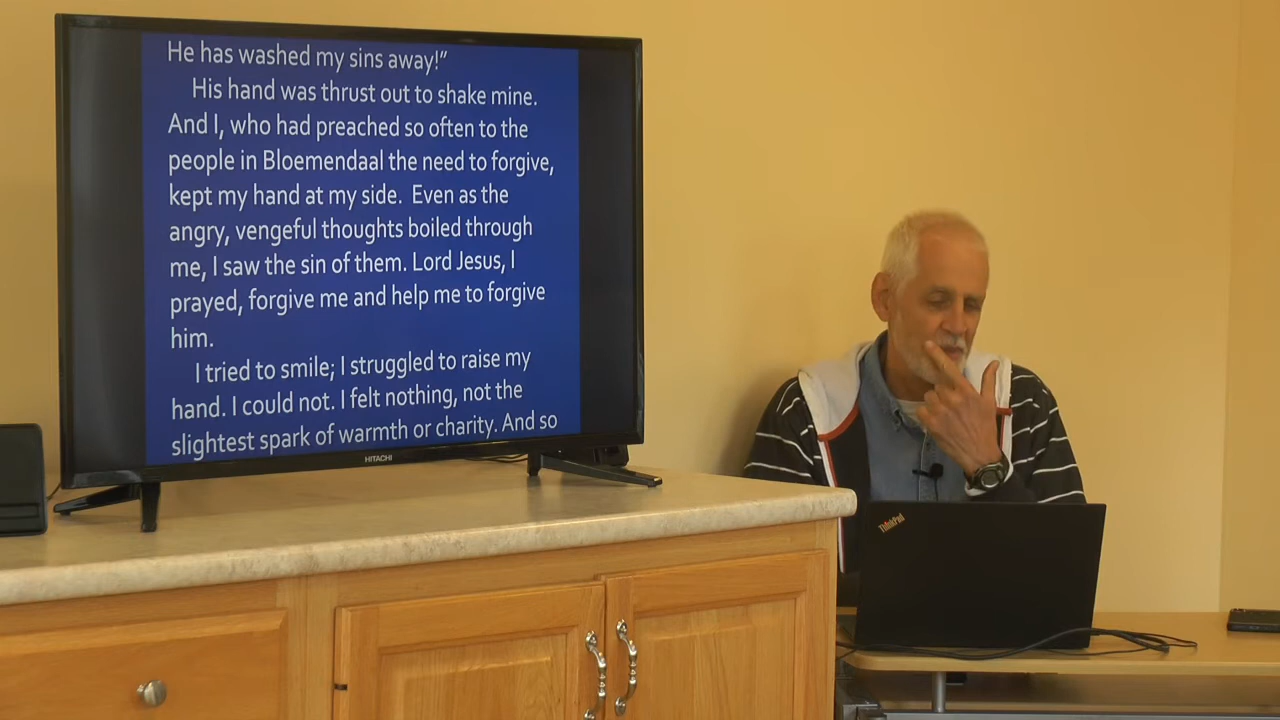 He has washed my sins away!”
His hand was thrust out to shake mine.
And I, who had preached so often to the
people in Bloemendaal the need to forgive,
kept my hand at my side. Even as the
angry, vengeful thoughts boiled through
me, I saw the sin of them. Lord Jesus, I
prayed, forgive me and help me to forgive
him.
I tried to smile; I struggled to raise my
hand. I could not. I felt nothing, not the
slightest spark of warmth or charity. And so
HITACHI
ThinkPad